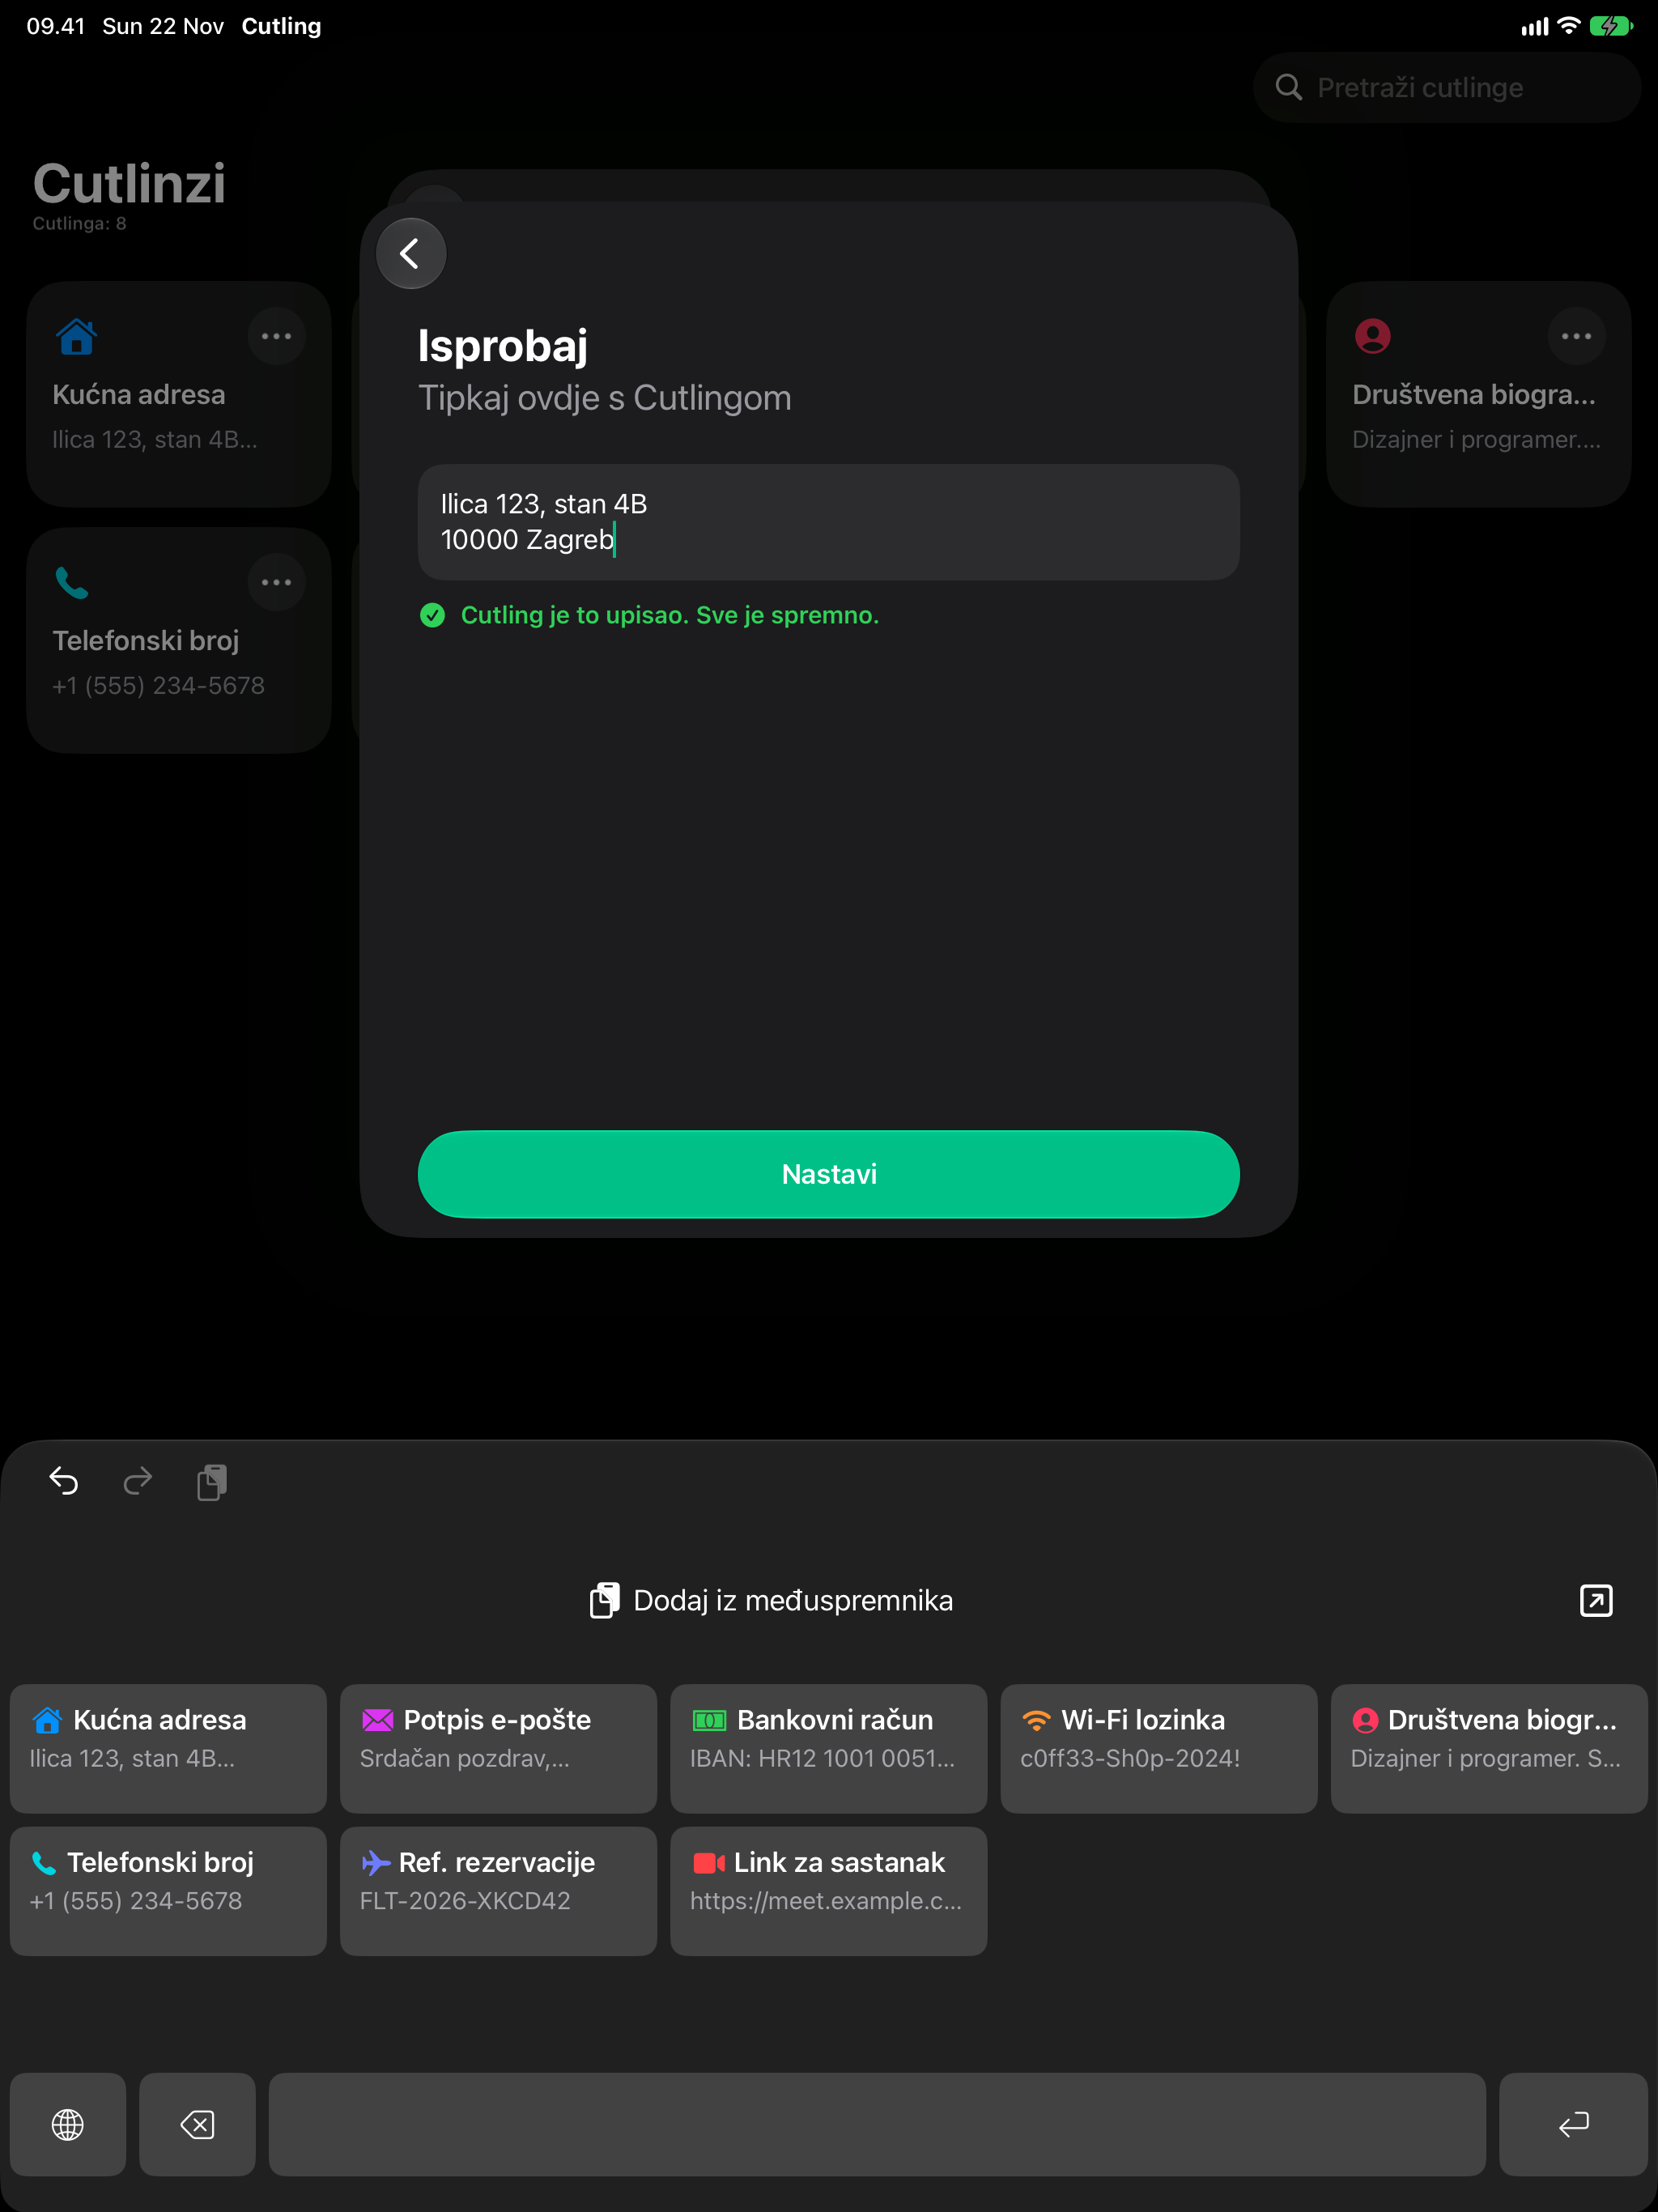 09.41 Sun 22 Nov Cutling
Pretraži cutlinge
Cutlinzi
Cutlinga: 8
Kućna adresa
Ilica 123, stan 4B...
Društvena biogra...
Dizajner i programer....
Telefonski broj
+1 (555) 234-5678
Isprobaj
Tipkaj ovdje s Cutlingom
Ilica 123, stan 4B
10000 Zagreb
Cutling je to upisao. Sve je spremno.
Nastavi
Dodaj iz međuspremnika
Kućna adresa
Ilica 123, stan 4B...
Potpis e-pošte
Srdačan pozdrav,...
Bankovni račun
IBAN: HR12 1001 0051...
Wi-Fi lozinka
c0ff33-Sh0p-2024!
Društvena biogr...
Dizajner i programer. S...
Telefonski broj
+1 (555) 234-5678
Ref. rezervacije
FLT-2026-XKCD42
Link za sastanak
https://meet.example.c...